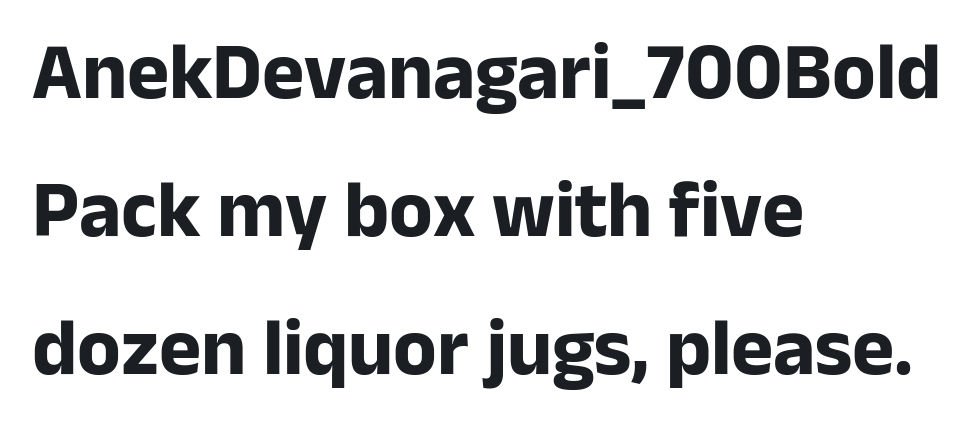 AnekDevanagari_700Bold
Pack my box with five
dozen liquor jugs, please.